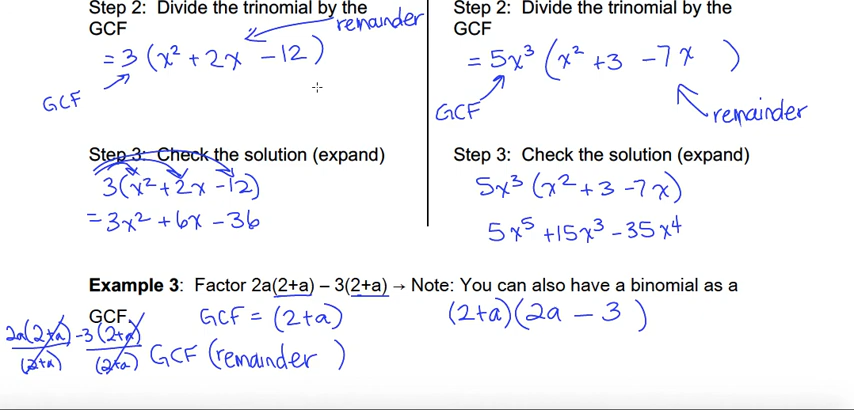 Step 2:  Divide the trinomial by the
GCF
remainder
= 3 (x² + 2x - 12)
GCF
Step 3:  Check the solution (expand)
3(x² + 2x - 12)
= 3x² + 6x - 36
Step 2:  Divide the trinomial by the
GCF
= 5x³ (x² + 3 - 7x )
GCF
remainder
Step 3:  Check the solution (expand)
5x³ (x² + 3 - 7x)
5x⁵ + 15x³ - 35x⁴
Example 3:  Factor 2a(2+a) – 3(2+a) → Note: You can also have a binomial as a
GCF.
GCF = (2+a)
(2+a)(2a - 3 )
2a(2+a) -3(2+a)
(2+a) (2+a)
GCF (remainder )